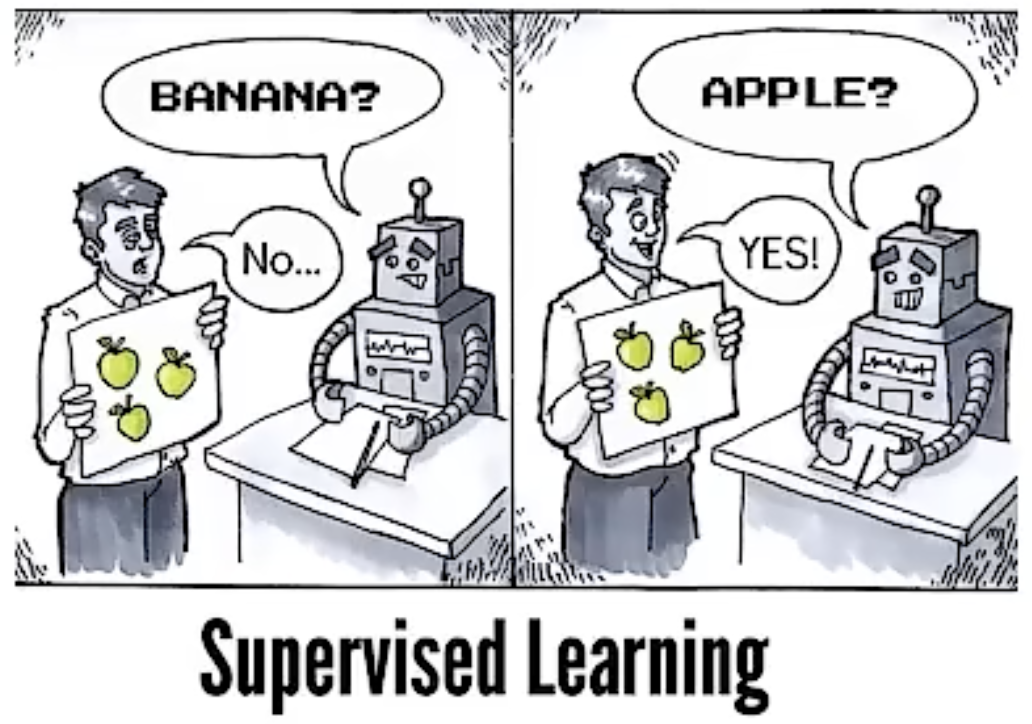 BANANA?
No...
APPLE?
YES!
Supervised Learning